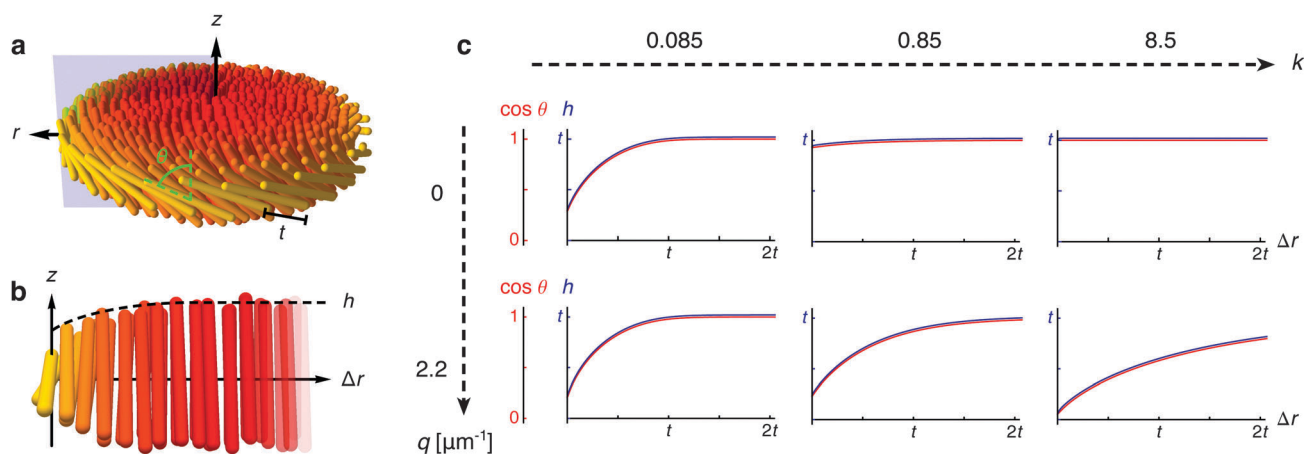 a
z
r
θ
t
b
z
h
Δr
c
0.085 0.85 8.5
k
cos θ h
1 t t t
0
0
t 2t t 2t t 2t Δr
cos θ h
1 t t t
2.2
0
t 2t t 2t t 2t Δr
q [μm⁻¹]